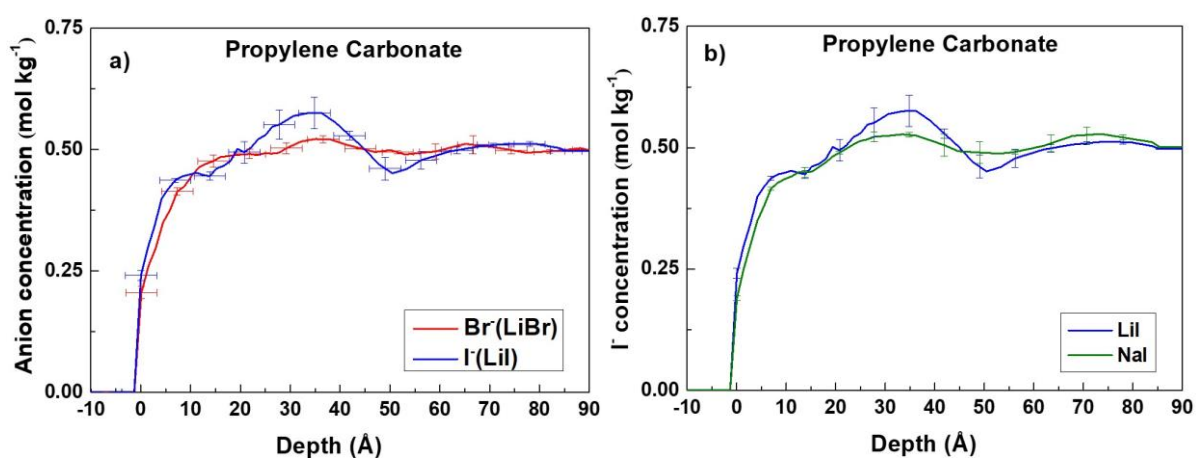 a)
Propylene Carbonate
Anion concentration (mol kg⁻¹)
0.75
0.50
0.25
0.00
-10 0 10 20 30 40 50 60 70 80 90
Depth (Å)
Br⁻(LiBr)
I⁻(LiI)
b)
Propylene Carbonate
I⁻ concentration (mol kg⁻¹)
0.75
0.50
0.25
0.00
-10 0 10 20 30 40 50 60 70 80 90
Depth (Å)
LiI
NaI